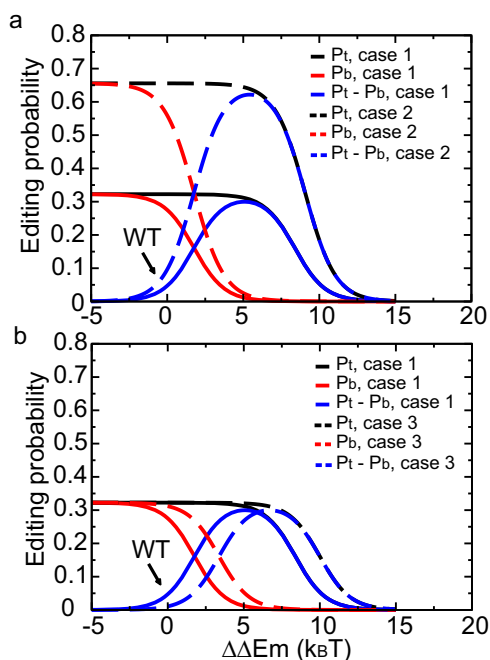 a
Editing probability
0.8
0.7
0.6
0.5
0.4
0.3
0.2
0.1
0
-5 0 5 10 15 20
Pt, case 1
Pb, case 1
Pt - Pb, case 1
Pt, case 2
Pb, case 2
Pt - Pb, case 2
WT
b
Editing probability
0.8
0.7
0.6
0.5
0.4
0.3
0.2
0.1
0
Pt, case 1
Pb, case 1
Pt - Pb, case 1
Pt, case 3
Pb, case 3
Pt - Pb, case 3
WT
-5 0 5 10 15 20
ΔΔEm (kBT)